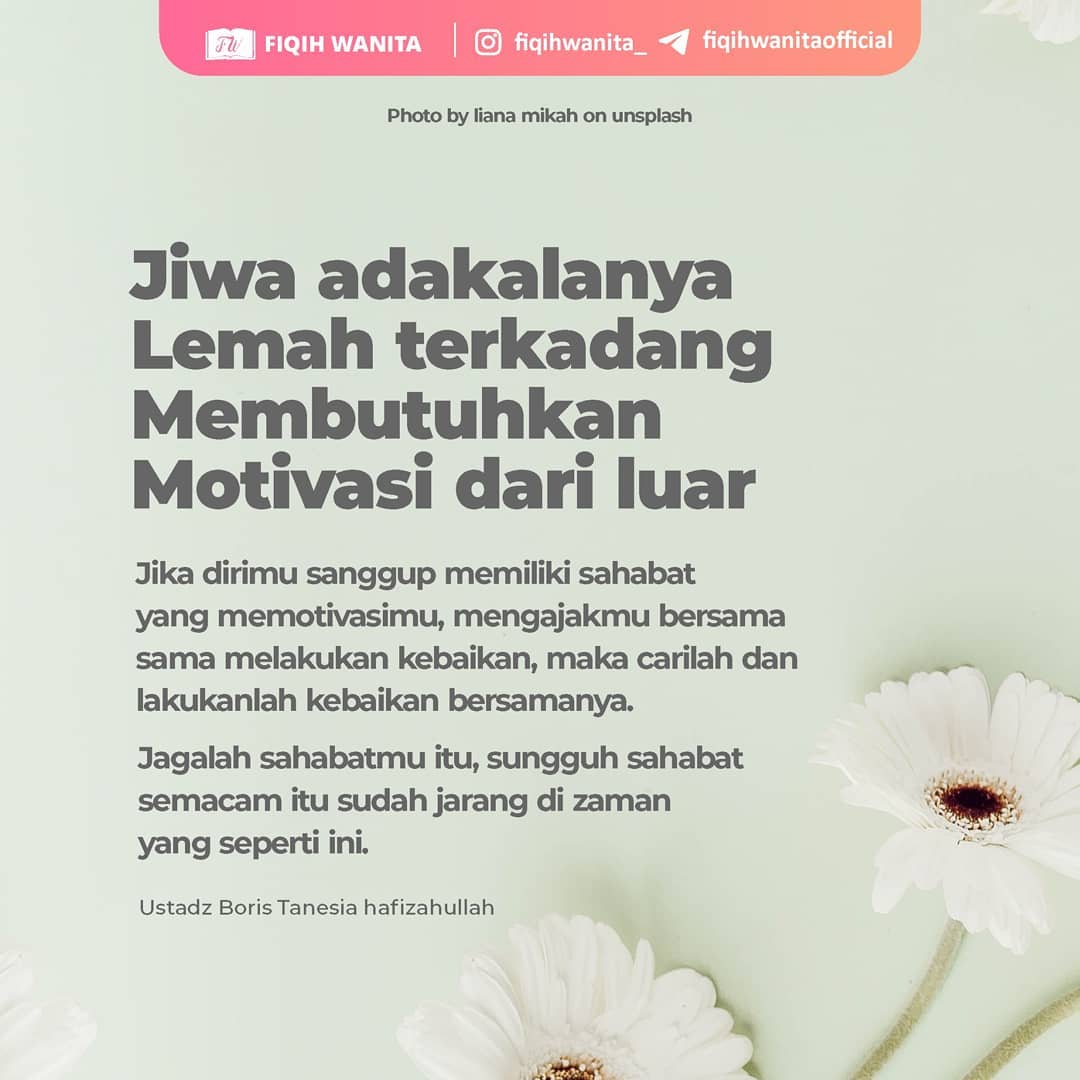 FW FIQIH WANITA fiqihwanita_ fiqihwanitaofficial
Photo by liana mikah on unsplash
Jiwa adakalanya
Lemah terkadang
Membutuhkan
Motivasi dari luar
Jika dirimu sanggup memiliki sahabat
yang memotivasimu, mengajakmu bersama
sama melakukan kebaikan, maka carilah dan
lakukanlah kebaikan bersamanya.
Jagalah sahabatmu itu, sungguh sahabat
semacam itu sudah jarang di zaman
yang seperti ini.
Ustadz Boris Tanesia hafizahullah